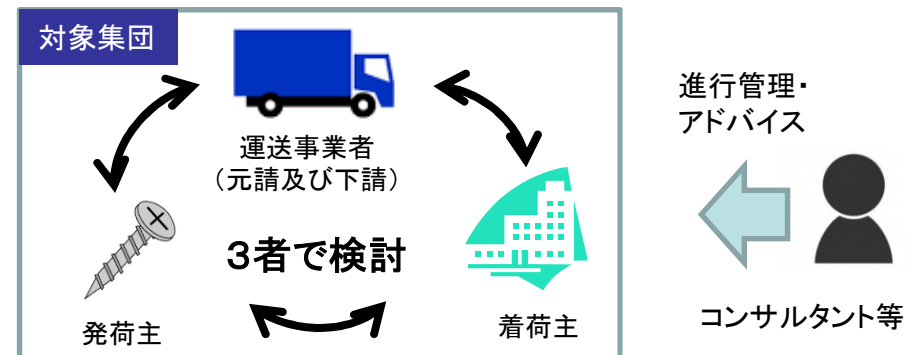 対象集団
運送事業者
（元請及び下請）
３者で検討
発荷主
着荷主
進行管理・
アドバイス
コンサルタント等